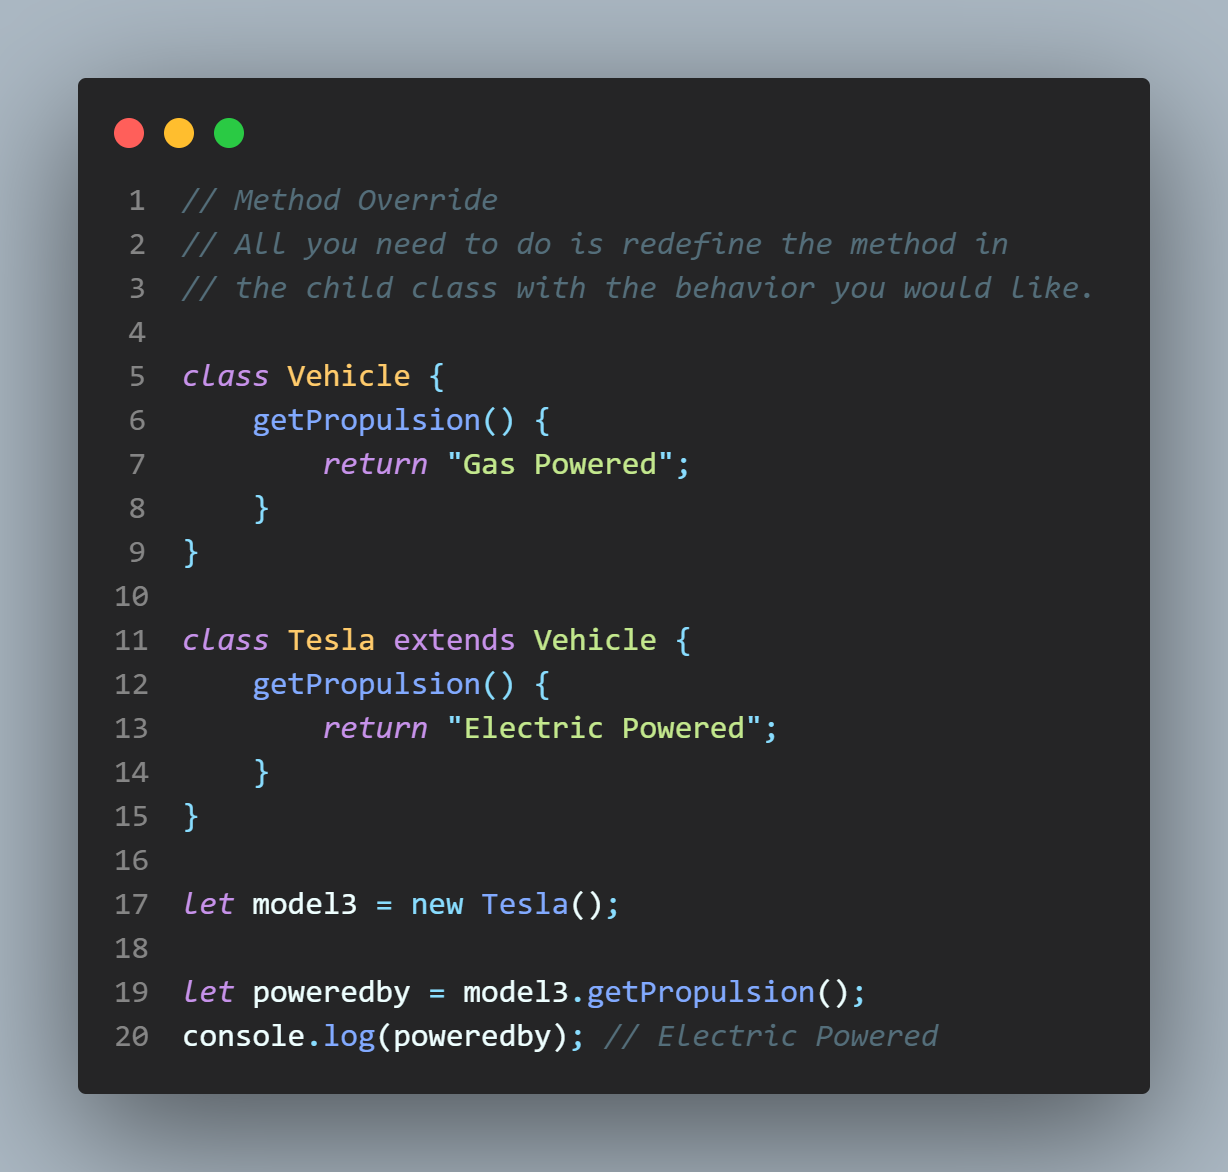 1 // Method Override
2 // All you need to do is redefine the method in
3 // the child class with the behavior you would like.
4
5 class Vehicle {
6     getPropulsion() {
7         return "Gas Powered";
8     }
9 }
10
11 class Tesla extends Vehicle {
12     getPropulsion() {
13         return "Electric Powered";
14     }
15 }
16
17 let model3 = new Tesla();
18
19 let poweredby = model3.getPropulsion();
20 console.log(poweredby); // Electric Powered